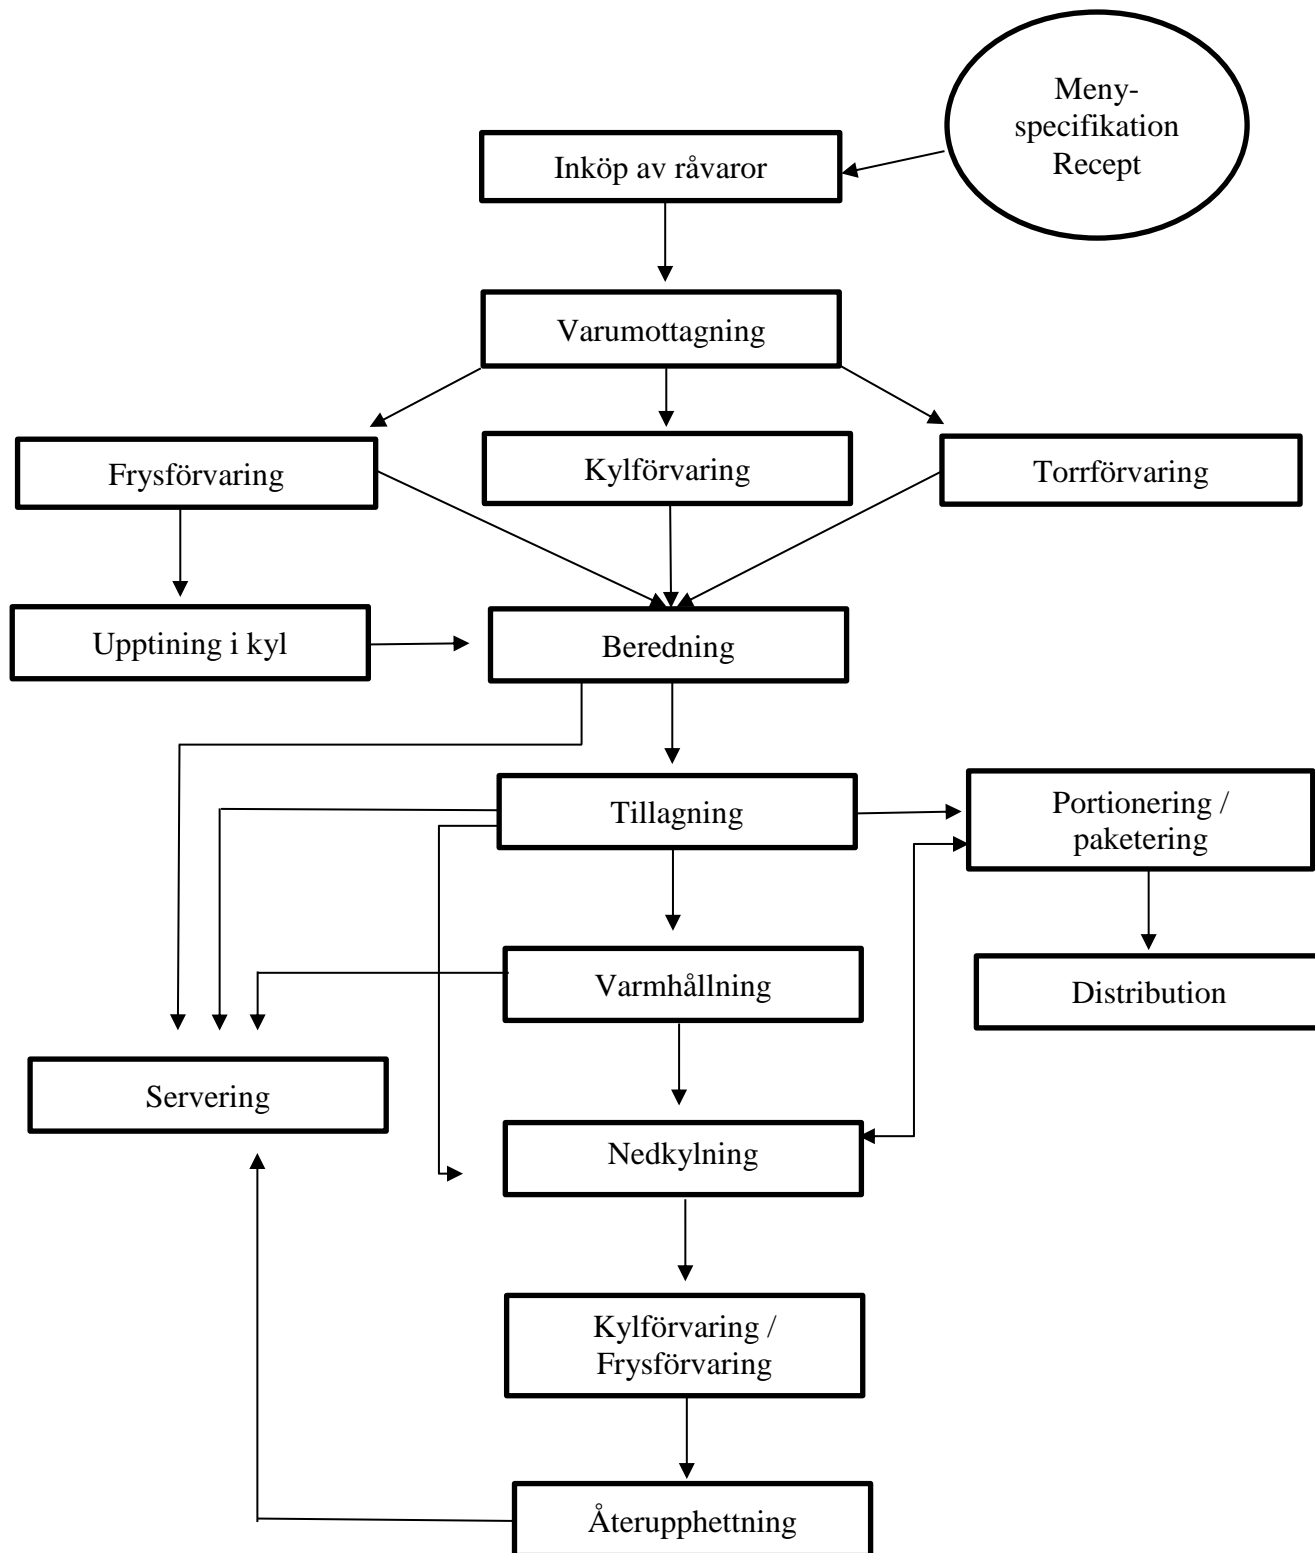 Meny-
specifikation
Recept
Inköp av råvaror
Varumottagning
Frysförvaring
Kylförvaring
Torrförvaring
Upptining i kyl
Beredning
Tillagning
Portionering /
paketering
Varmhållning
Distribution
Servering
Nedkylning
Kylförvaring /
Frysförvaring
Återupphettning